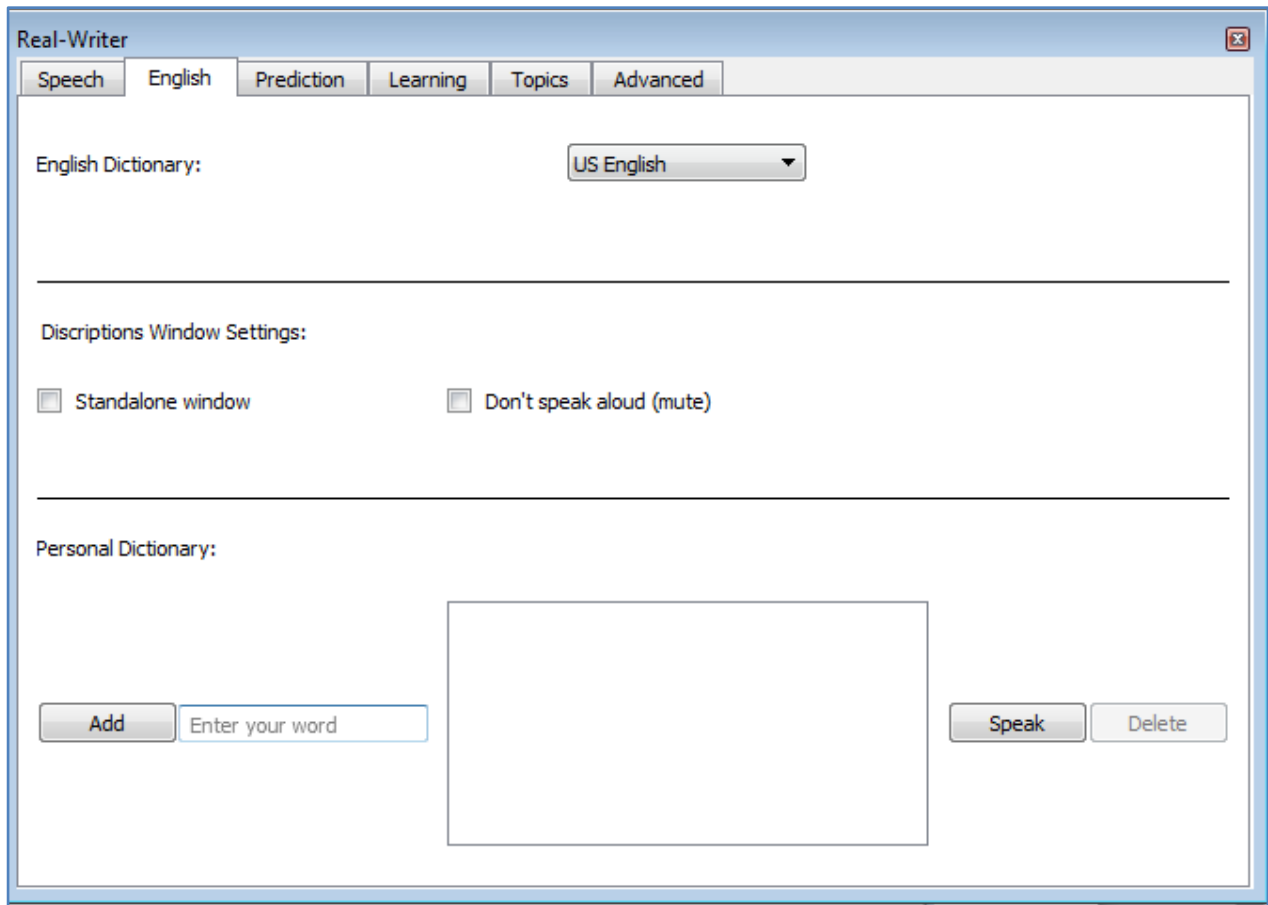 Real-Writer
Speech English Prediction Learning Topics Advanced
English Dictionary: US English
Discriptions Window Settings:
Standalone window Don't speak aloud (mute)
Personal Dictionary:
Add Enter your word Speak Delete